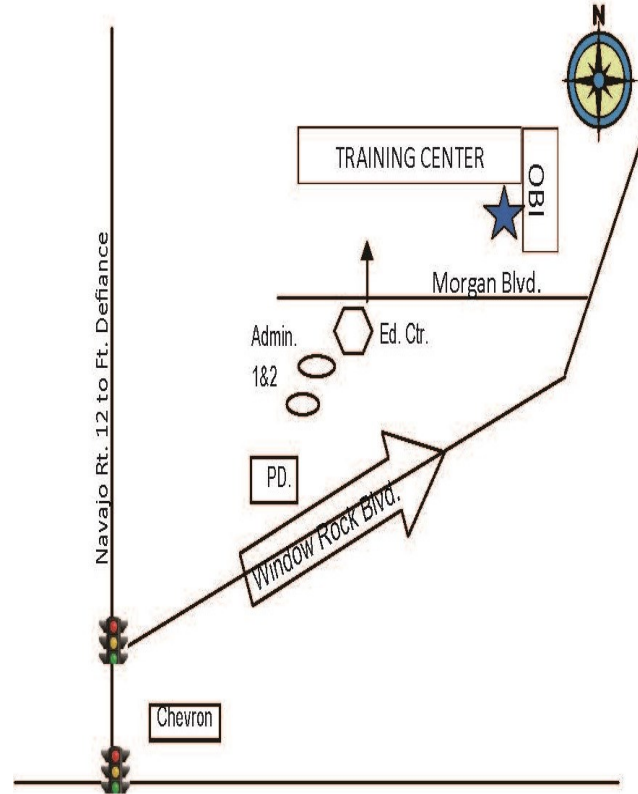 N
TRAINING CENTER
OBI
Morgan Blvd.
Admin.
1&2
Ed. Ctr.
Navajo Rt. 12 to Ft. Defiance
PD.
Window Rock Blvd.
Chevron